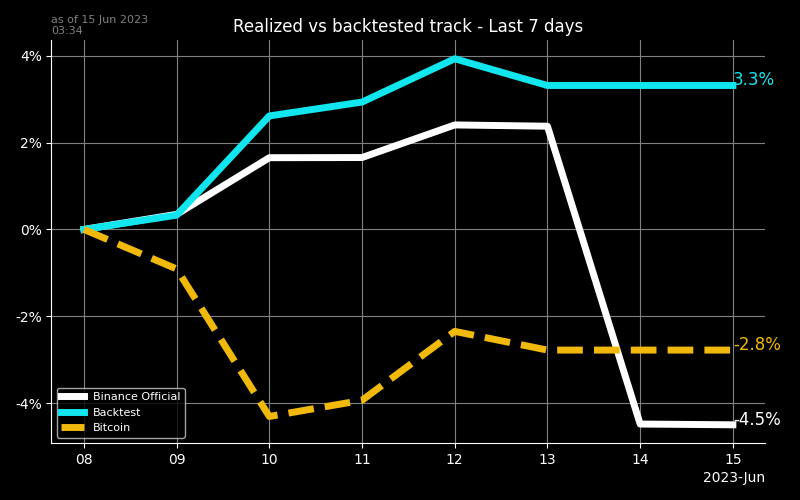 as of 15 Jun 2023
03:34
Realized vs backtested track - Last 7 days
4%
2%
0%
-2%
-4%
3.3%
-2.8%
-4.5%
Binance Official
Backtest
Bitcoin
08 09 10 11 12 13 14 15
2023-Jun